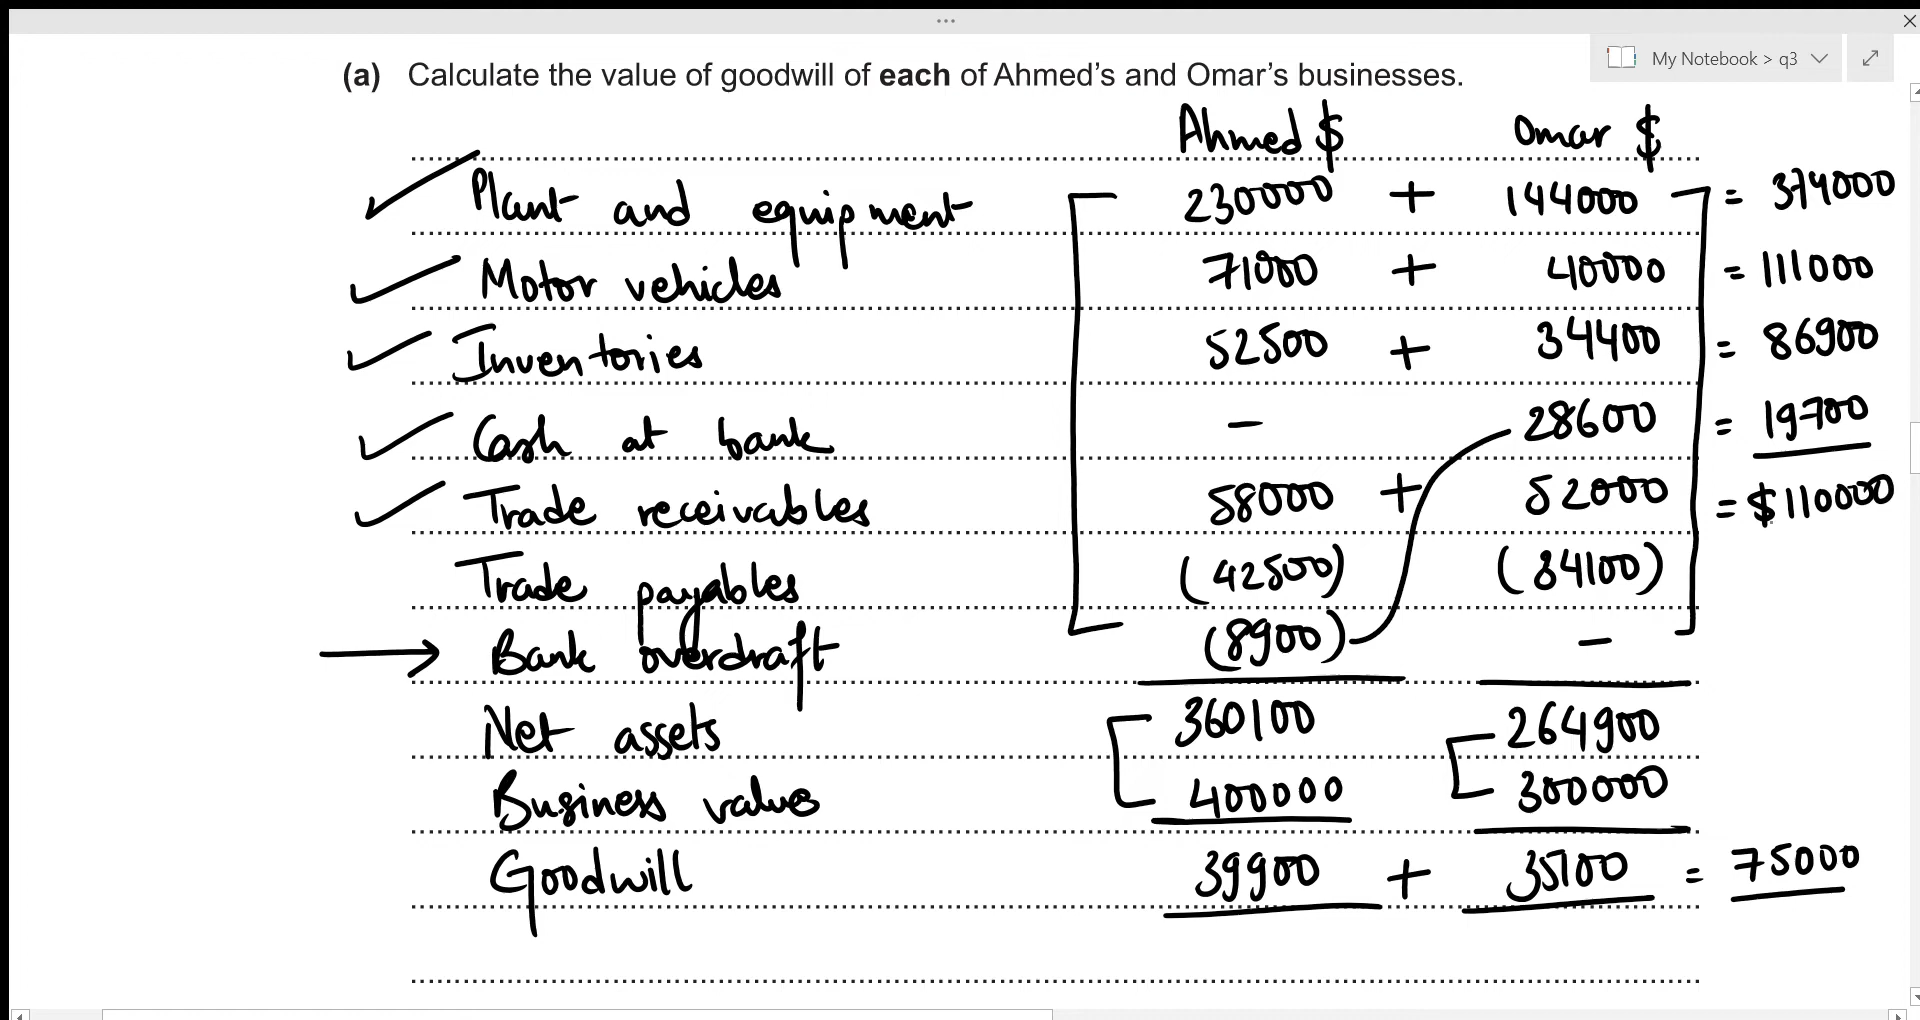 My Notebook > q3
(a) Calculate the value of goodwill of each of Ahmed's and Omar's businesses.
Ahmed $ Omar $
Plant and equipment 230000 + 144000 = 374000
Motor vehicles 71000 + 40000 = 111000
Inventories 52500 + 34400 = 86900
Cash at bank - 28600 = 19700
Trade receivables 58000 + 52000 = $110000
Trade payables (42500) (34100)
Bank overdraft (8900) -
Net assets 360100 264900
Business values 400000 300000
Goodwill 39900 + 35100 = 75000